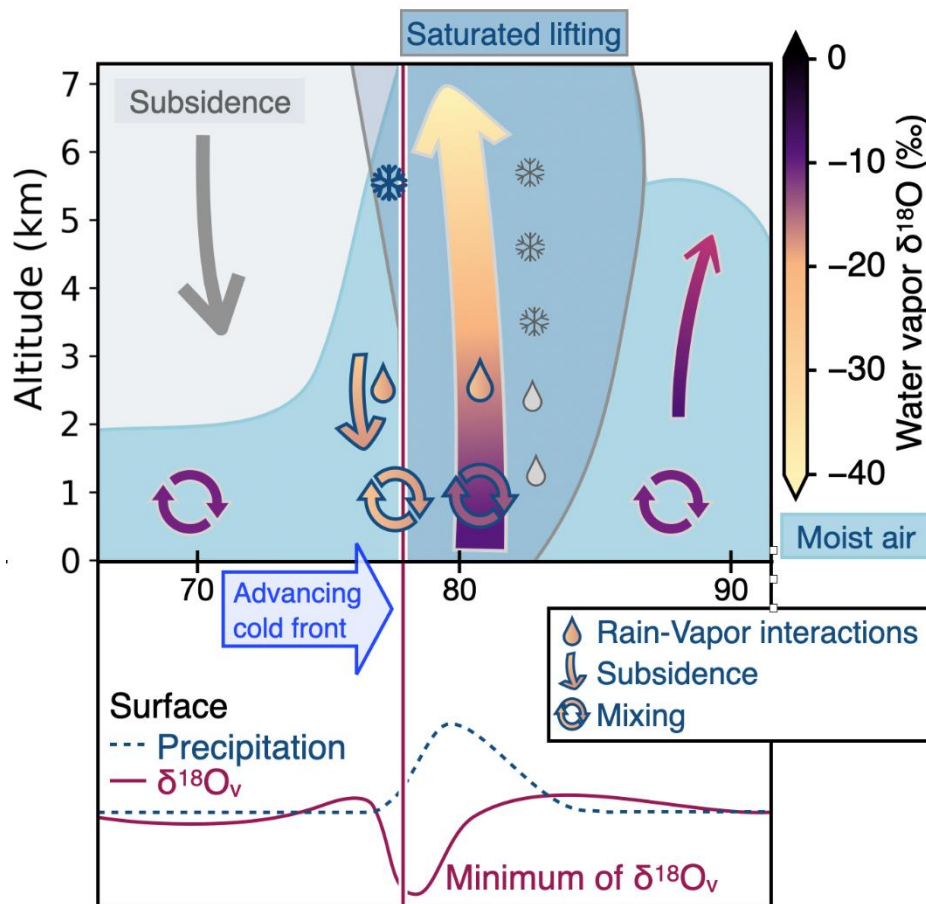 Saturated lifting
Subsidence
Altitude (km)
7
6
5
4
3
2
1
0
70
80
90
0
−10
−20
−30
−40
Water vapor δ¹⁸O (‰)
Moist air
Advancing
cold front
Rain-Vapor interactions
Subsidence
Mixing
Surface
Precipitation
δ¹⁸Oᵥ
Minimum of δ¹⁸Oᵥ